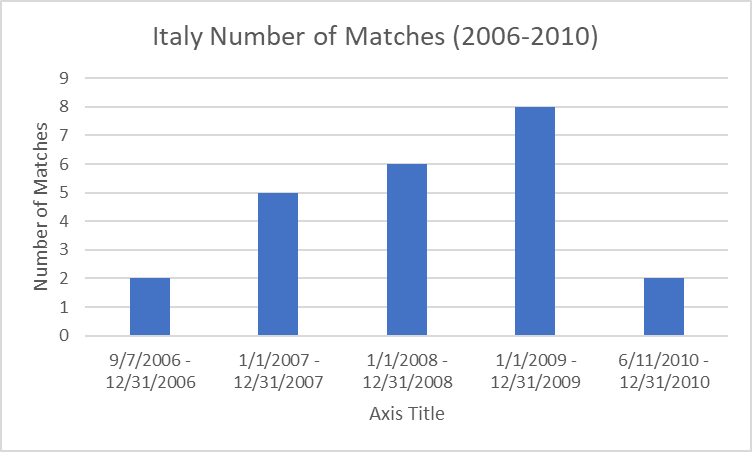 Italy Number of Matches (2006-2010)
Number of Matches
9
8
7
6
5
4
3
2
1
0
9/7/2006 - 1/1/2007 - 1/1/2008 - 1/1/2009 - 6/11/2010 -
12/31/2006 12/31/2007 12/31/2008 12/31/2009 12/31/2010
Axis Title